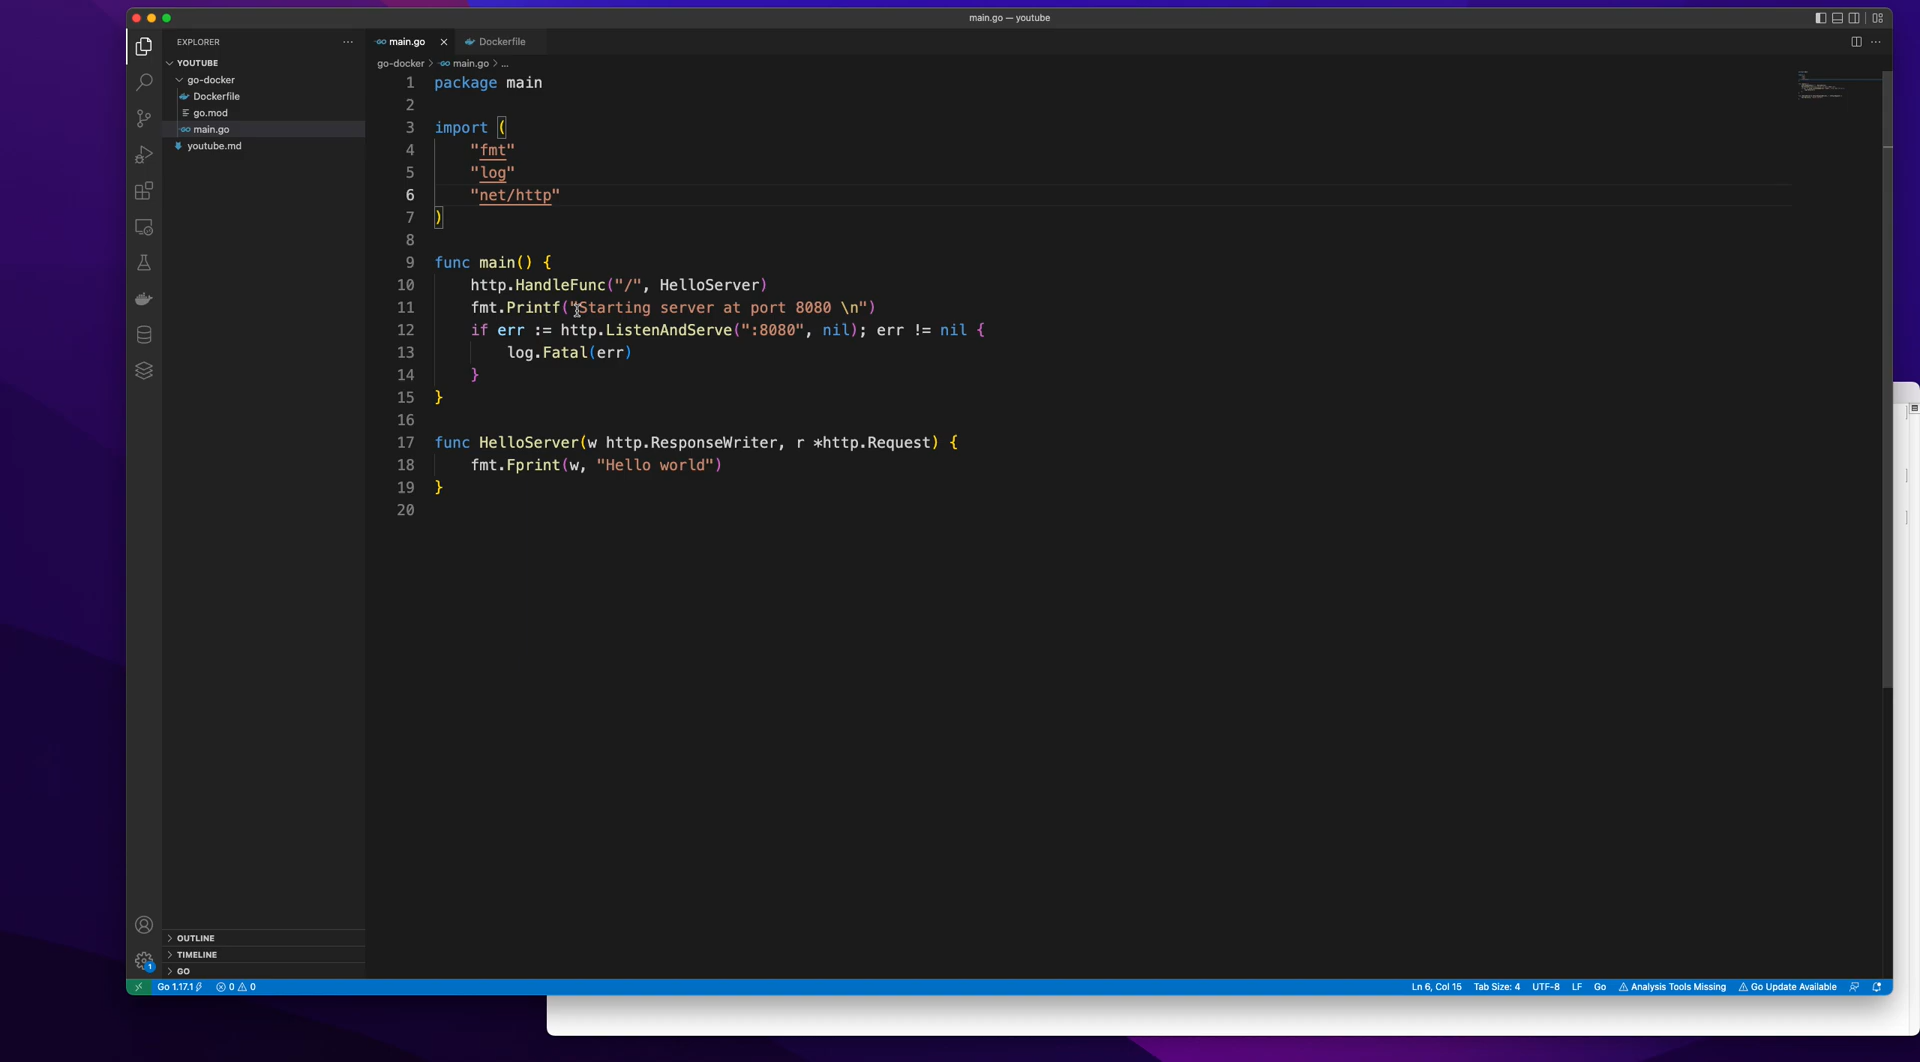 main.go — youtube
EXPLORER
YOUTUBE
go-docker
Dockerfile
go.mod
main.go
youtube.md
OUTLINE
TIMELINE
GO
main.go
Dockerfile
go-docker > main.go > ...
1 package main
2
3 import (
4 "fmt"
5 "log"
6 "net/http"
7 )
8
9 func main() {
10 http.HandleFunc("/", HelloServer)
11 fmt.Printf("Starting server at port 8080 \n")
12 if err := http.ListenAndServe(":8080", nil); err != nil {
13 log.Fatal(err)
14 }
15 }
16
17 func HelloServer(w http.ResponseWriter, r *http.Request) {
18 fmt.Fprint(w, "Hello world")
19 }
20
1
Go 1.17.1 0 0 Ln 6, Col 15 Tab Size: 4 UTF-8 LF Go Analysis Tools Missing Go Update Available